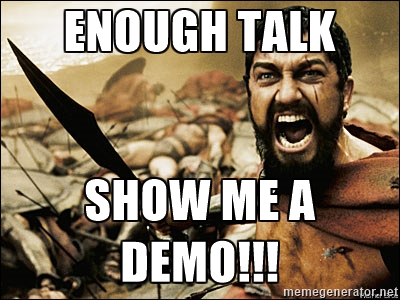 ENOUGH TALK
SHOW ME A
DEMO!!!
memegenerator.net